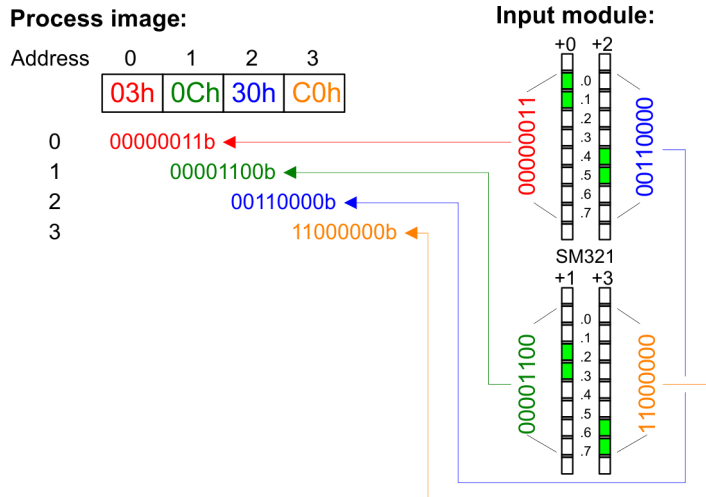 Process image:
Address 0 1 2 3
03h 0Ch 30h C0h
0 00000011b
1 00001100b
2 00110000b
3 11000000b
Input module:
+0 +2
.0
.1
.2
.3
.4
.5
.6
.7
00000011
00110000
SM321
+1 +3
.0
.1
.2
.3
.4
.5
.6
.7
00001100
11000000